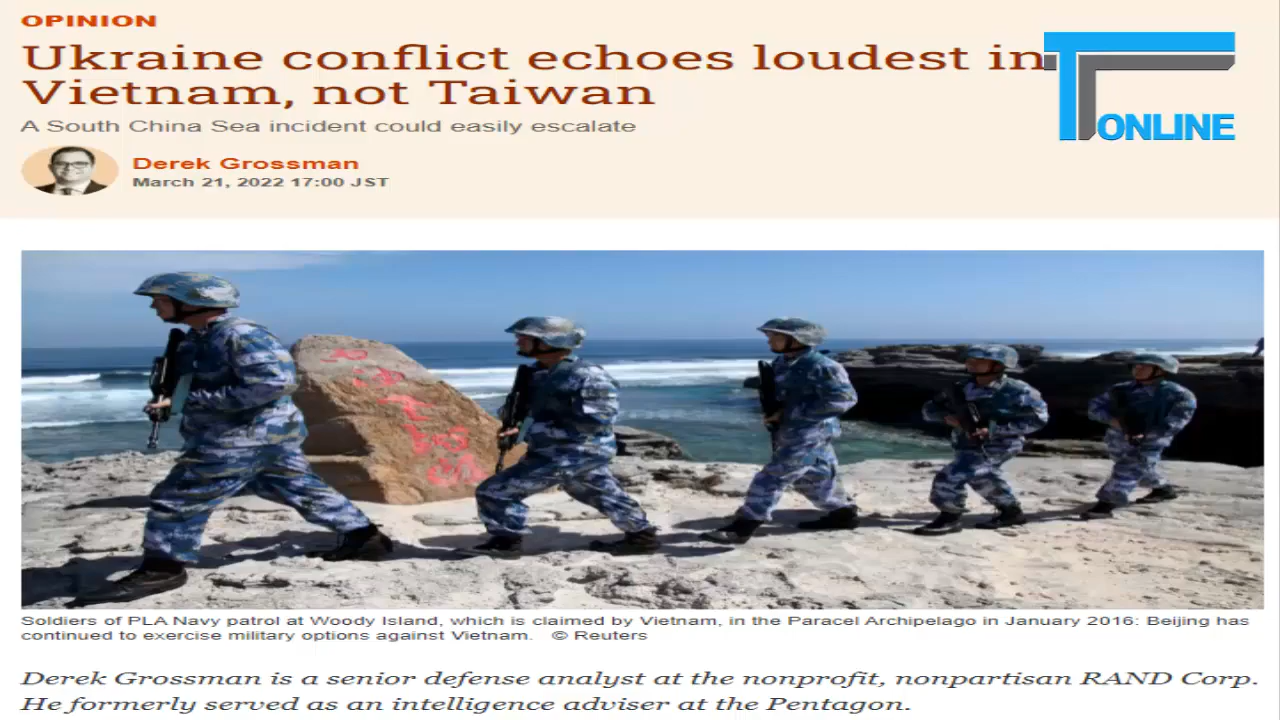 OPINION
Ukraine conflict echoes loudest in
Vietnam, not Taiwan
A South China Sea incident could easily escalate
Derek Grossman
March 21, 2022 17:00 JST
T
ONLINE
Soldiers of PLA Navy patrol at Woody Island, which is claimed by Vietnam, in the Paracel Archipelago in January 2016: Beijing has
continued to exercise military options against Vietnam. © Reuters
Derek Grossman is a senior defense analyst at the nonprofit, nonpartisan RAND Corp.
He formerly served as an intelligence adviser at the Pentagon.